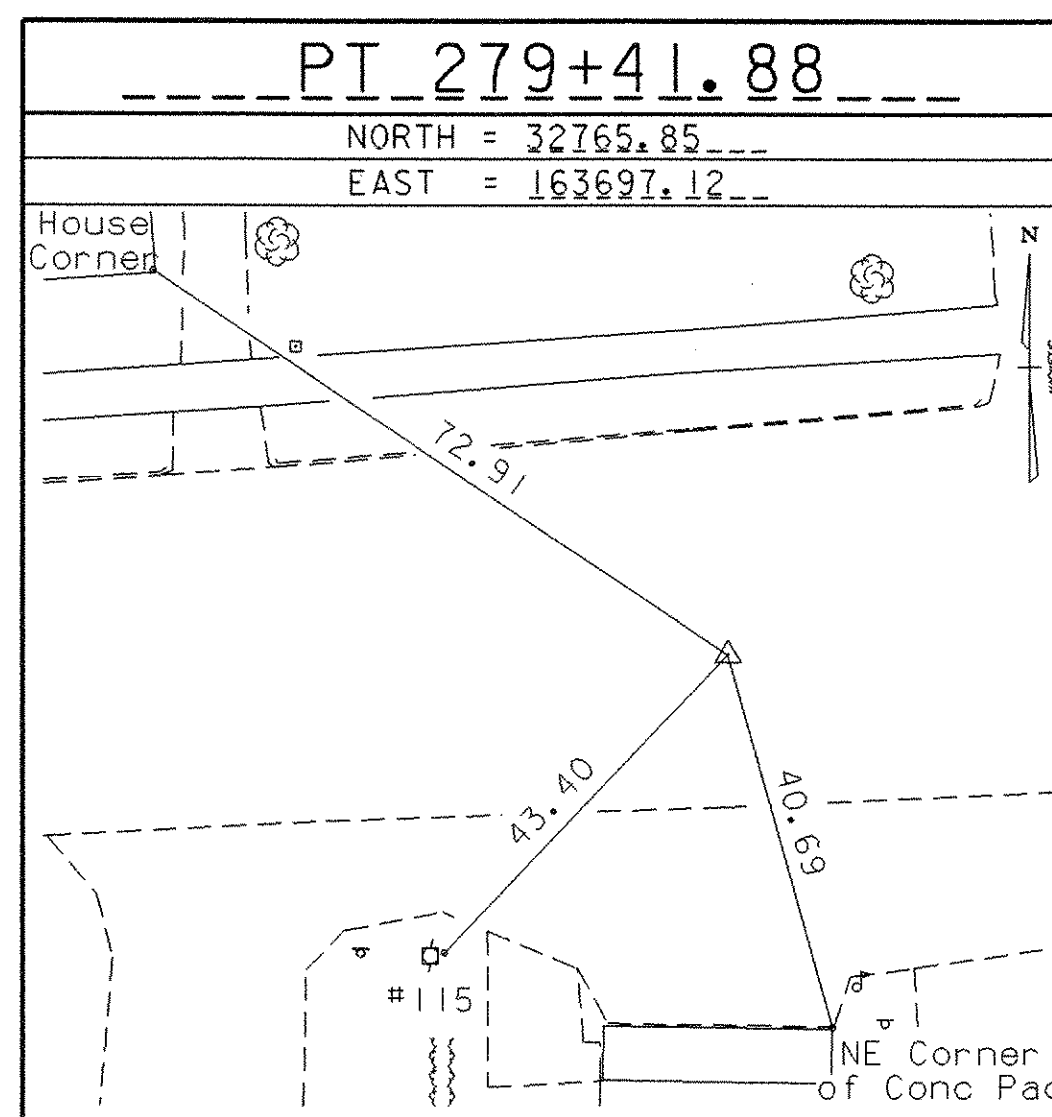 PT 279+41.88
NORTH = 32765.85
EAST = 163697.12
House
Corner
N
72.91
43.40
40.69
#115
NE Corner
of Conc Pad